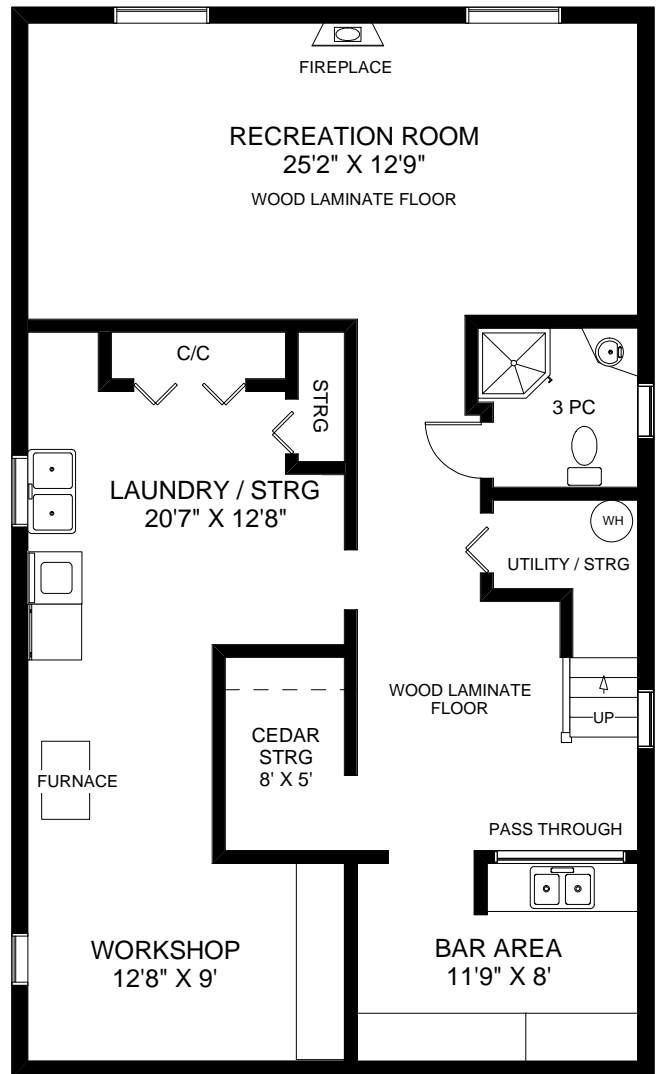 FIREPLACE
RECREATION ROOM
25'2" X 12'9"
WOOD LAMINATE FLOOR
C/C
STRG
3 PC
LAUNDRY / STRG
20'7" X 12'8"
WH
UTILITY / STRG
WOOD LAMINATE
FLOOR
UP
CEDAR
STRG
8' X 5'
FURNACE
PASS THROUGH
WORKSHOP
12'8" X 9'
BAR AREA
11'9" X 8'